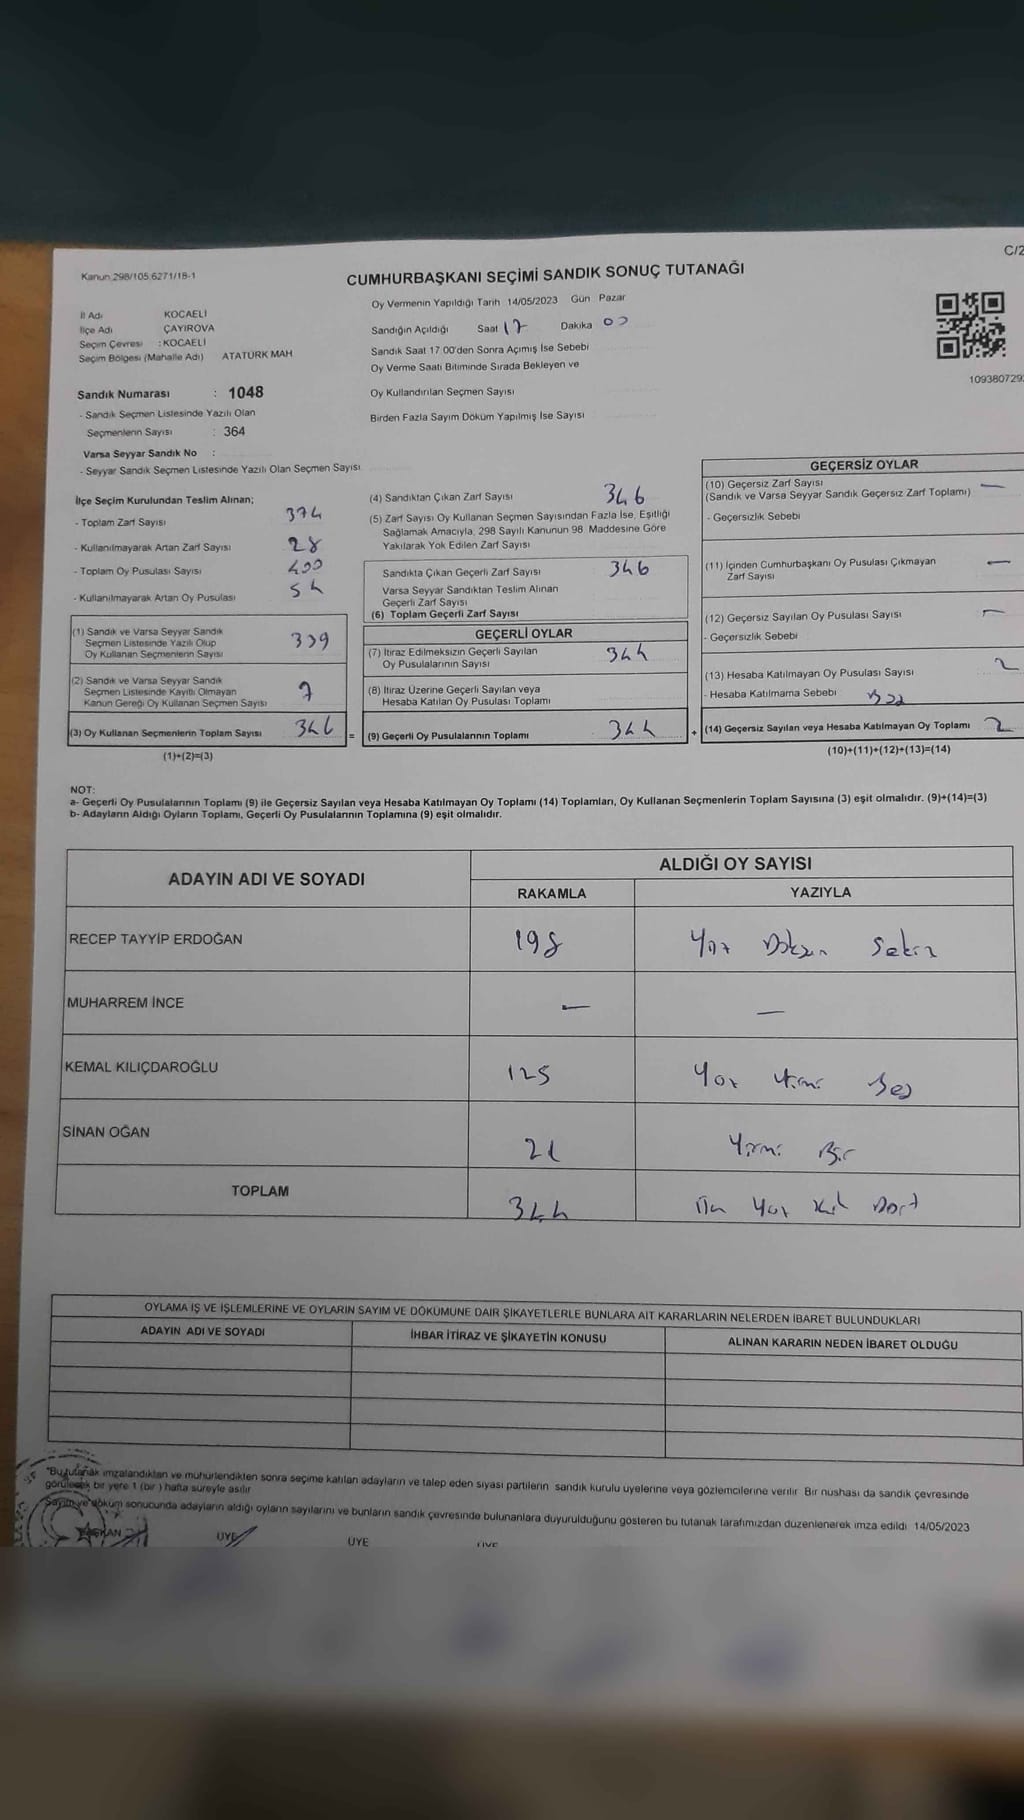 C/2
Kanun 298/105.6271/18-1
CUMHURBAŞKANI SEÇİMİ SANDIK SONUÇ TUTANAĞI
İl Adı KOCAELİ
İlçe Adı ÇAYIROVA
Seçim Çevresi : KOCAELİ
Seçim Bölgesi (Mahalle Adı) ATATÜRK MAH
Sandık Numarası : 1048
- Sandık Seçmen Listesinde Yazılı Olan
Seçmenlerin Sayısı : 364
Varsa Seyyar Sandık No :
- Seyyar Sandık Seçmen Listesinde Yazılı Olan Seçmen Sayısı
Oy Vermenin Yapıldığı Tarih 14/05/2023 Gün Pazar
Sandığın Açıldığı Saat 17 Dakika 00
Sandık Saat 17.00'den Sonra Açımış İse Sebebi
Oy Verme Saati Bitiminde Sırada Bekleyen ve
Oy Kullandırılan Seçmen Sayısı
Birden Fazla Sayım Döküm Yapılmış İse Sayısı
109380729
İlçe Seçim Kurulundan Teslim Alınan;
- Toplam Zarf Sayısı 374
- Kullanılmayarak Artan Zarf Sayısı 28
- Toplam Oy Pusulası Sayısı 400
- Kullanılmayarak Artan Oy Pusulası 54
(1) Sandık ve Varsa Seyyar Sandık
Seçmen Listesinde Yazılı Olup
Oy Kullanan Seçmenlerin Sayısı 339
(2) Sandık ve Varsa Seyyar Sandık
Seçmen Listesinde Kayıtlı Olmayan
Kanun Gereği Oy Kullanan Seçmen Sayısı 7
(3) Oy Kullanan Seçmenlerin Toplam Sayısı 346
(1)+(2)=(3)
=
(4) Sandıktan Çıkan Zarf Sayısı 346
(5) Zarf Sayısı Oy Kullanan Seçmen Sayısından Fazla İse, Eşitliği
Sağlamak Amacıyla, 298 Sayılı Kanunun 98. Maddesine Göre
Yakılarak Yok Edilen Zarf Sayısı
Sandıkta Çıkan Geçerli Zarf Sayısı 346
Varsa Seyyar Sandıktan Teslim Alınan
Geçerli Zarf Sayısı
(6) Toplam Geçerli Zarf Sayısı
GEÇERLİ OYLAR
(7) İtiraz Edilmeksizin Geçerli Sayılan
Oy Pusulalarının Sayısı 344
(8) İtiraz Üzerine Geçerli Sayılan veya
Hesaba Katılan Oy Pusulası Toplamı
(9) Geçerli Oy Pusulalarının Toplamı 344
+
GEÇERSİZ OYLAR
(10) Geçersiz Zarf Sayısı —
(Sandık ve Varsa Seyyar Sandık Geçersiz Zarf Toplamı)
- Geçersizlik Sebebi
(11) İçinden Cumhurbaşkanı Oy Pusulası Çıkmayan —
Zarf Sayısı
(12) Geçersiz Sayılan Oy Pusulası Sayısı —
- Geçersizlik Sebebi
(13) Hesaba Katılmayan Oy Pusulası Sayısı 2
- Hesaba Katılmama Sebebi
(14) Geçersiz Sayılan veya Hesaba Katılmayan Oy Toplamı 2
(10)+(11)+(12)+(13)=(14)
NOT:
a- Geçerli Oy Pusulalarının Toplamı (9) ile Geçersiz Sayılan veya Hesaba Katılmayan Oy Toplamı (14) Toplamları, Oy Kullanan Seçmenlerin Toplam Sayısına (3) eşit olmalıdır. (9)+(14)=(3)
b- Adayların Aldığı Oyların Toplamı, Geçerli Oy Pusulalarının Toplamına (9) eşit olmalıdır.
ADAYIN ADI VE SOYADI ALDIĞI OY SAYISI
RAKAMLA YAZIYLA
RECEP TAYYİP ERDOĞAN 198 Yüz Doksan Sekiz
MUHARREM İNCE — —
KEMAL KILIÇDAROĞLU 125 Yüz Yirmi Beş
SİNAN OĞAN 21 Yirmi Bir
TOPLAM 344 Üç Yüz Kırk Dört
OYLAMA İŞ VE İŞLEMLERİNE VE OYLARIN SAYIM VE DÖKÜMÜNE DAİR ŞİKAYETLERLE BUNLARA AİT KARARLARIN NELERDEN İBARET BULUNDUKLARI
ADAYIN ADI VE SOYADI İHBAR İTİRAZ VE ŞİKAYETİN KONUSU ALINAN KARARIN NEDEN İBARET OLDUĞU
"Bu tutanak imzalandıktan ve mühürlendikten sonra seçime katılan adayların ve talep eden siyasi partilerin sandık kurulu üyelerine veya gözlemcilerine verilir Bir nüshası da sandık çevresinde
görülecek bir yere 1 (bir) hafta süreyle asılır
Sayım ve döküm sonucunda adayların aldığı oyların sayılarını ve bunların sandık çevresinde bulunanlara duyurulduğunu gösteren bu tutanak tarafımızdan düzenlenerek imza edildi 14/05/2023
BAŞKAN ÜYE ÜYE ÜYE